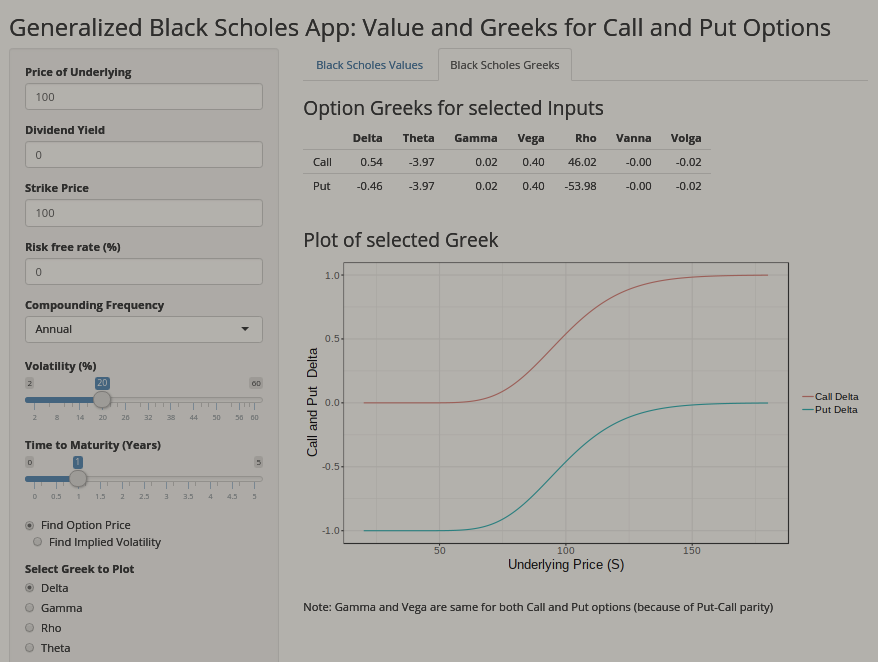 Generalized Black Scholes App: Value and Greeks for Call and Put Options
Price of Underlying
100
Dividend Yield
0
Strike Price
100
Risk free rate (%)
0
Compounding Frequency
Annual
Volatility (%)
2 20 60
2 8 14 20 26 32 38 44 50 56 60
Time to Maturity (Years)
0 1 5
0 0.5 1 1.5 2 2.5 3 3.5 4 4.5 5
Find Option Price
Find Implied Volatility
Select Greek to Plot
Delta
Gamma
Rho
Theta
Black Scholes Values Black Scholes Greeks
Option Greeks for selected Inputs
Delta Theta Gamma Vega Rho Vanna Volga
Call 0.54 -3.97 0.02 0.40 46.02 -0.00 -0.02
Put -0.46 -3.97 0.02 0.40 -53.98 -0.00 -0.02
Plot of selected Greek
1.0
0.5
0.0
-0.5
-1.0
Call and Put Delta
50 100 150
Underlying Price (S)
Call Delta
Put Delta
Note: Gamma and Vega are same for both Call and Put options (because of Put-Call parity)